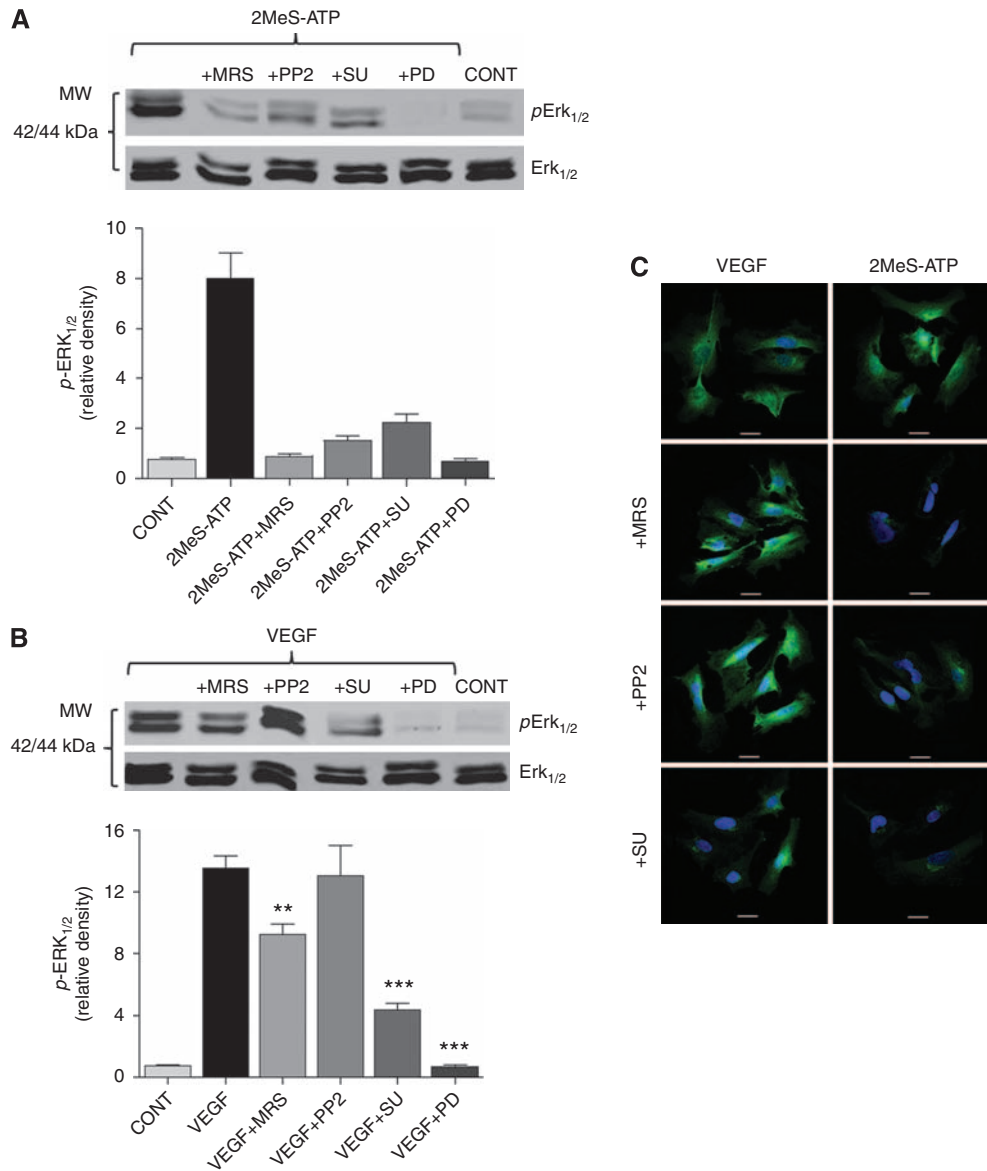 A
2MeS-ATP
+MRS +PP2 +SU +PD CONT
MW
42/44 kDa
pErk1/2
Erk1/2
10
8
6
4
2
0
p-ERK1/2
(relative density)
CONT
2MeS-ATP
2MeS-ATP+MRS
2MeS-ATP+PP2
2MeS-ATP+SU
2MeS-ATP+PD
B
VEGF
+MRS +PP2 +SU +PD CONT
MW
42/44 kDa
pErk1/2
Erk1/2
16
12
8
4
0
p-ERK1/2
(relative density)
**
***
***
CONT
VEGF
VEGF+MRS
VEGF+PP2
VEGF+SU
VEGF+PD
C
VEGF 2MeS-ATP
+MRS
+PP2
+SU